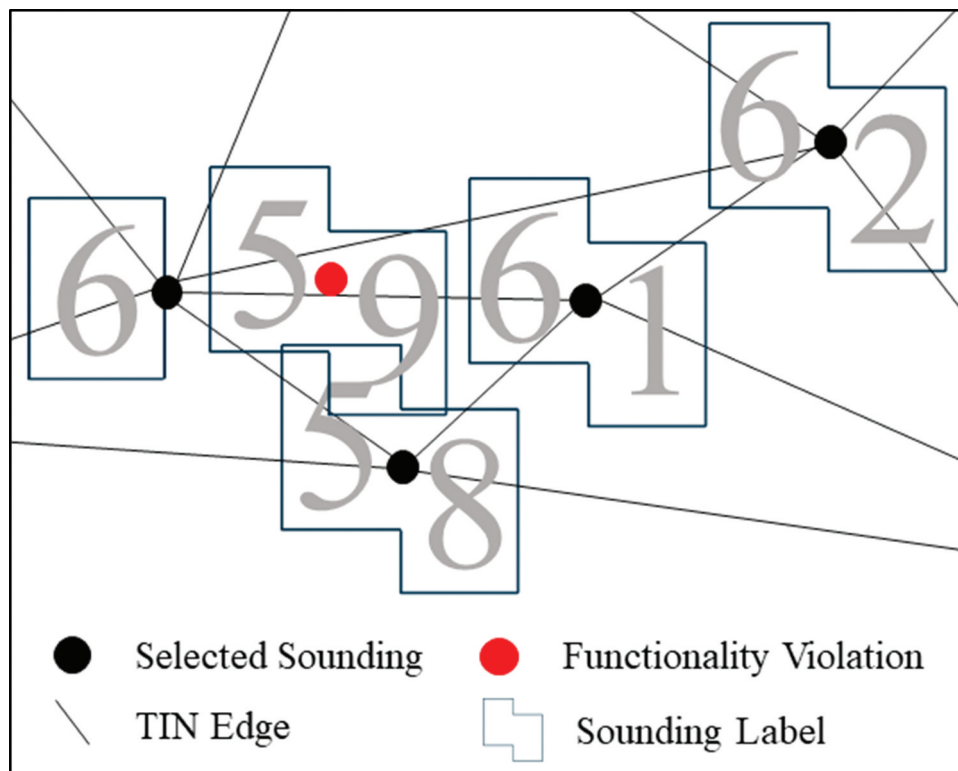 6 2
5 9
6
6 1
5 8
Selected Sounding
Functionality Violation
TIN Edge
Sounding Label